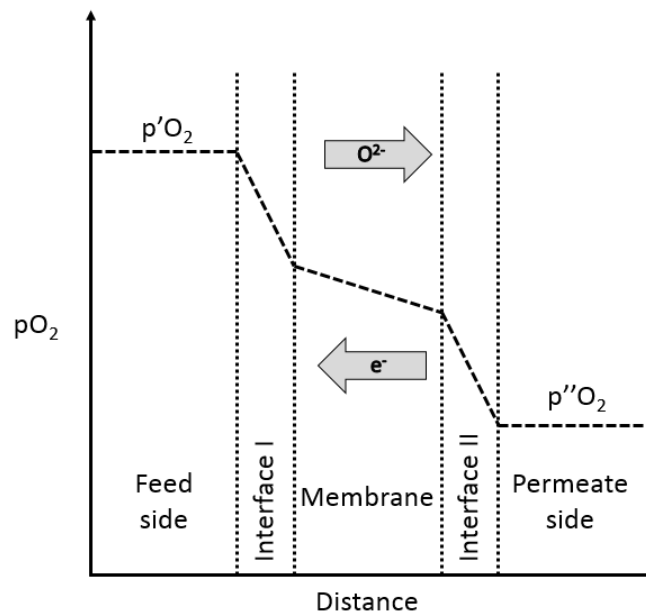 p'O₂
O²⁻
pO₂
e⁻
p''O₂
Feed
side
Interface I
Membrane
Interface II
Permeate
side
Distance